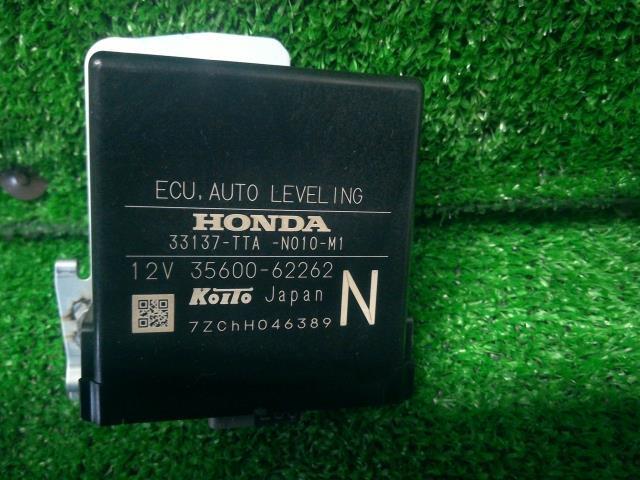 ECU, AUTO LEVELING
HONDA
33137-TTA -N010-M1
12V 35600-62262
KOITO Japan N
7ZChH046389